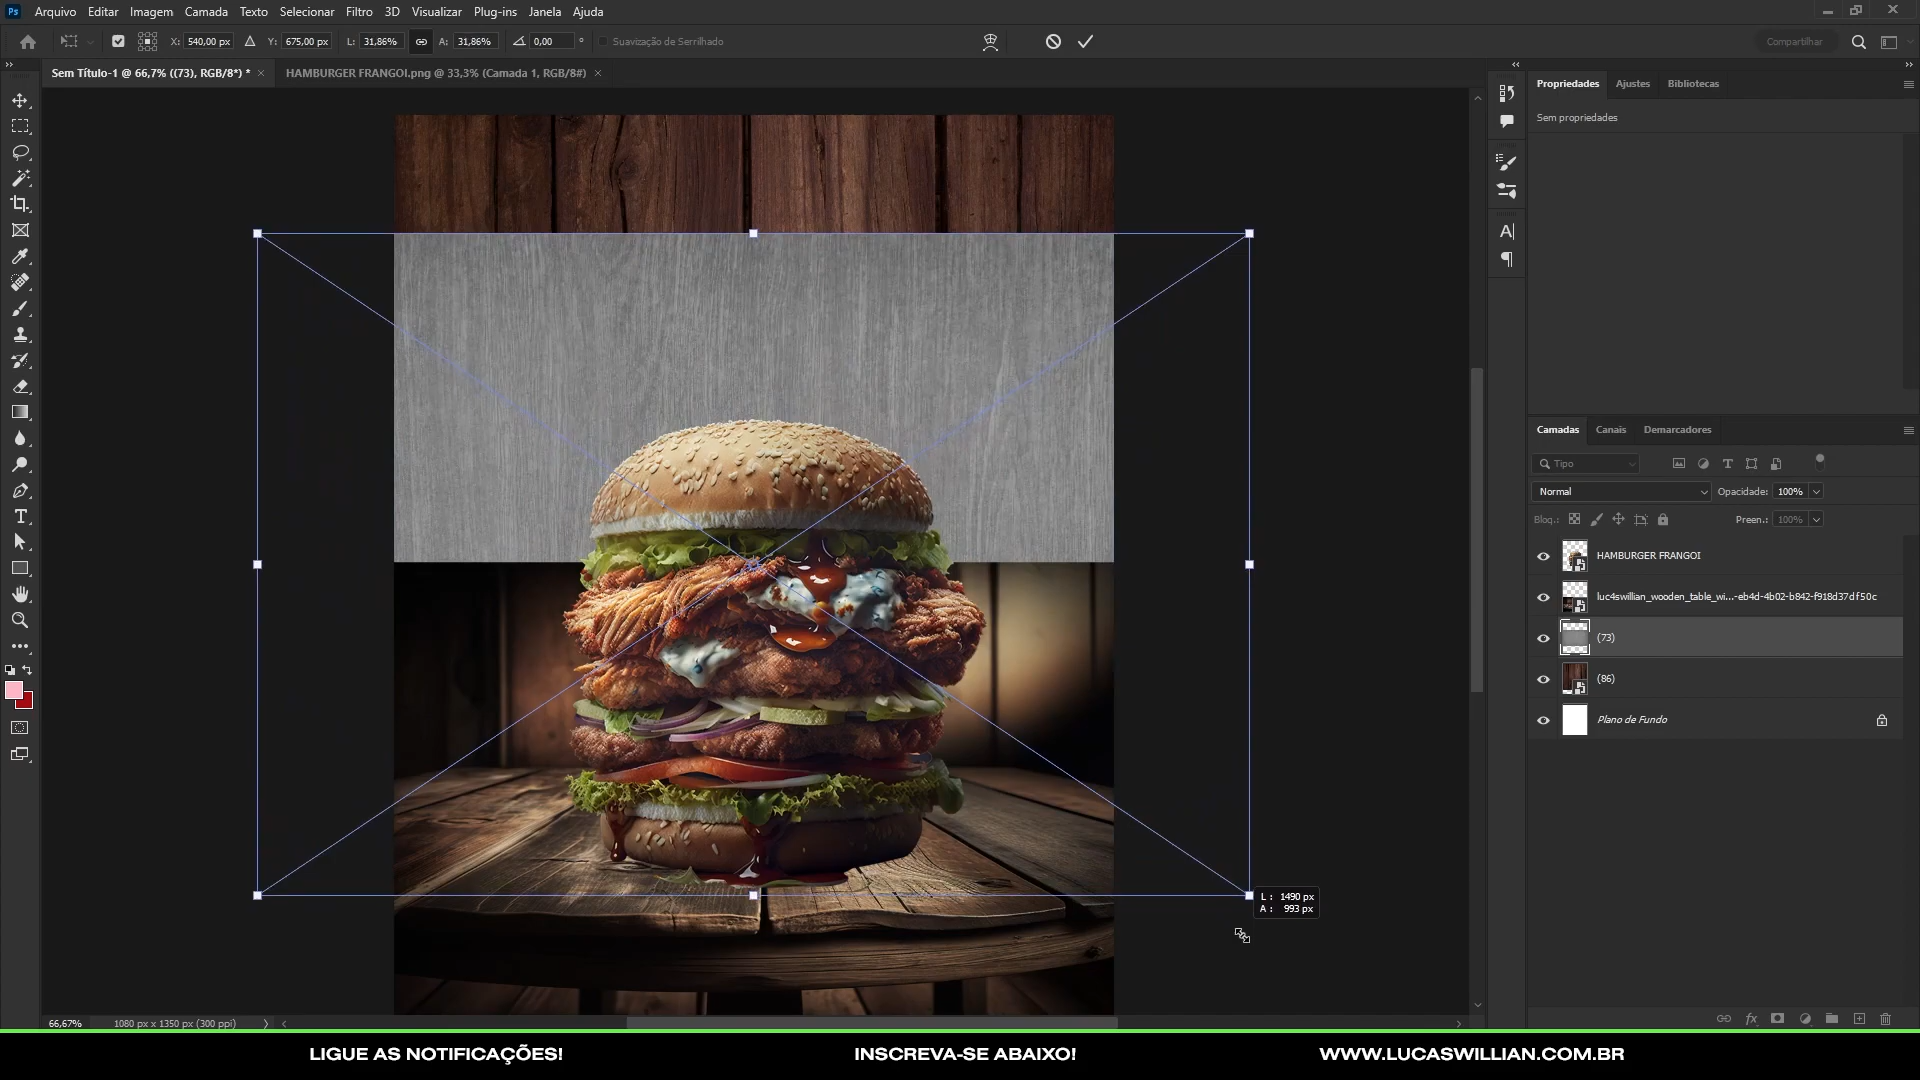 Ps Arquivo Editar Imagem Camada Texto Selecionar Filtro 3D Visualizar Plug-ins Janela Ajuda
X: 540,00 px Y: 675,00 px L: 31,86% A: 31,86% 0,00 ° Suavização de Serrilhado Compartilhar
Sem Título-1 @ 66,7% ((73), RGB/8*) * × HAMBURGER FRANGOI.png @ 33,3% (Camada 1, RGB/8#) ×
Propriedades Ajustes Bibliotecas
Sem propriedades
Camadas Canais Demarcadores
Tipo
Normal Opacidade: 100%
Bloq.: Preen.: 100%
HAMBURGER FRANGOI
luc4swillian_wooden_table_wi...-eb4d-4b02-b842-f918d37df50c
(73)
(86)
Plano de Fundo
L : 1490 px
A : 993 px
66,67% 1080 px x 1350 px (300 ppi)
LIGUE AS NOTIFICAÇÕES! INSCREVA-SE ABAIXO! WWW.LUCASWILLIAN.COM.BR